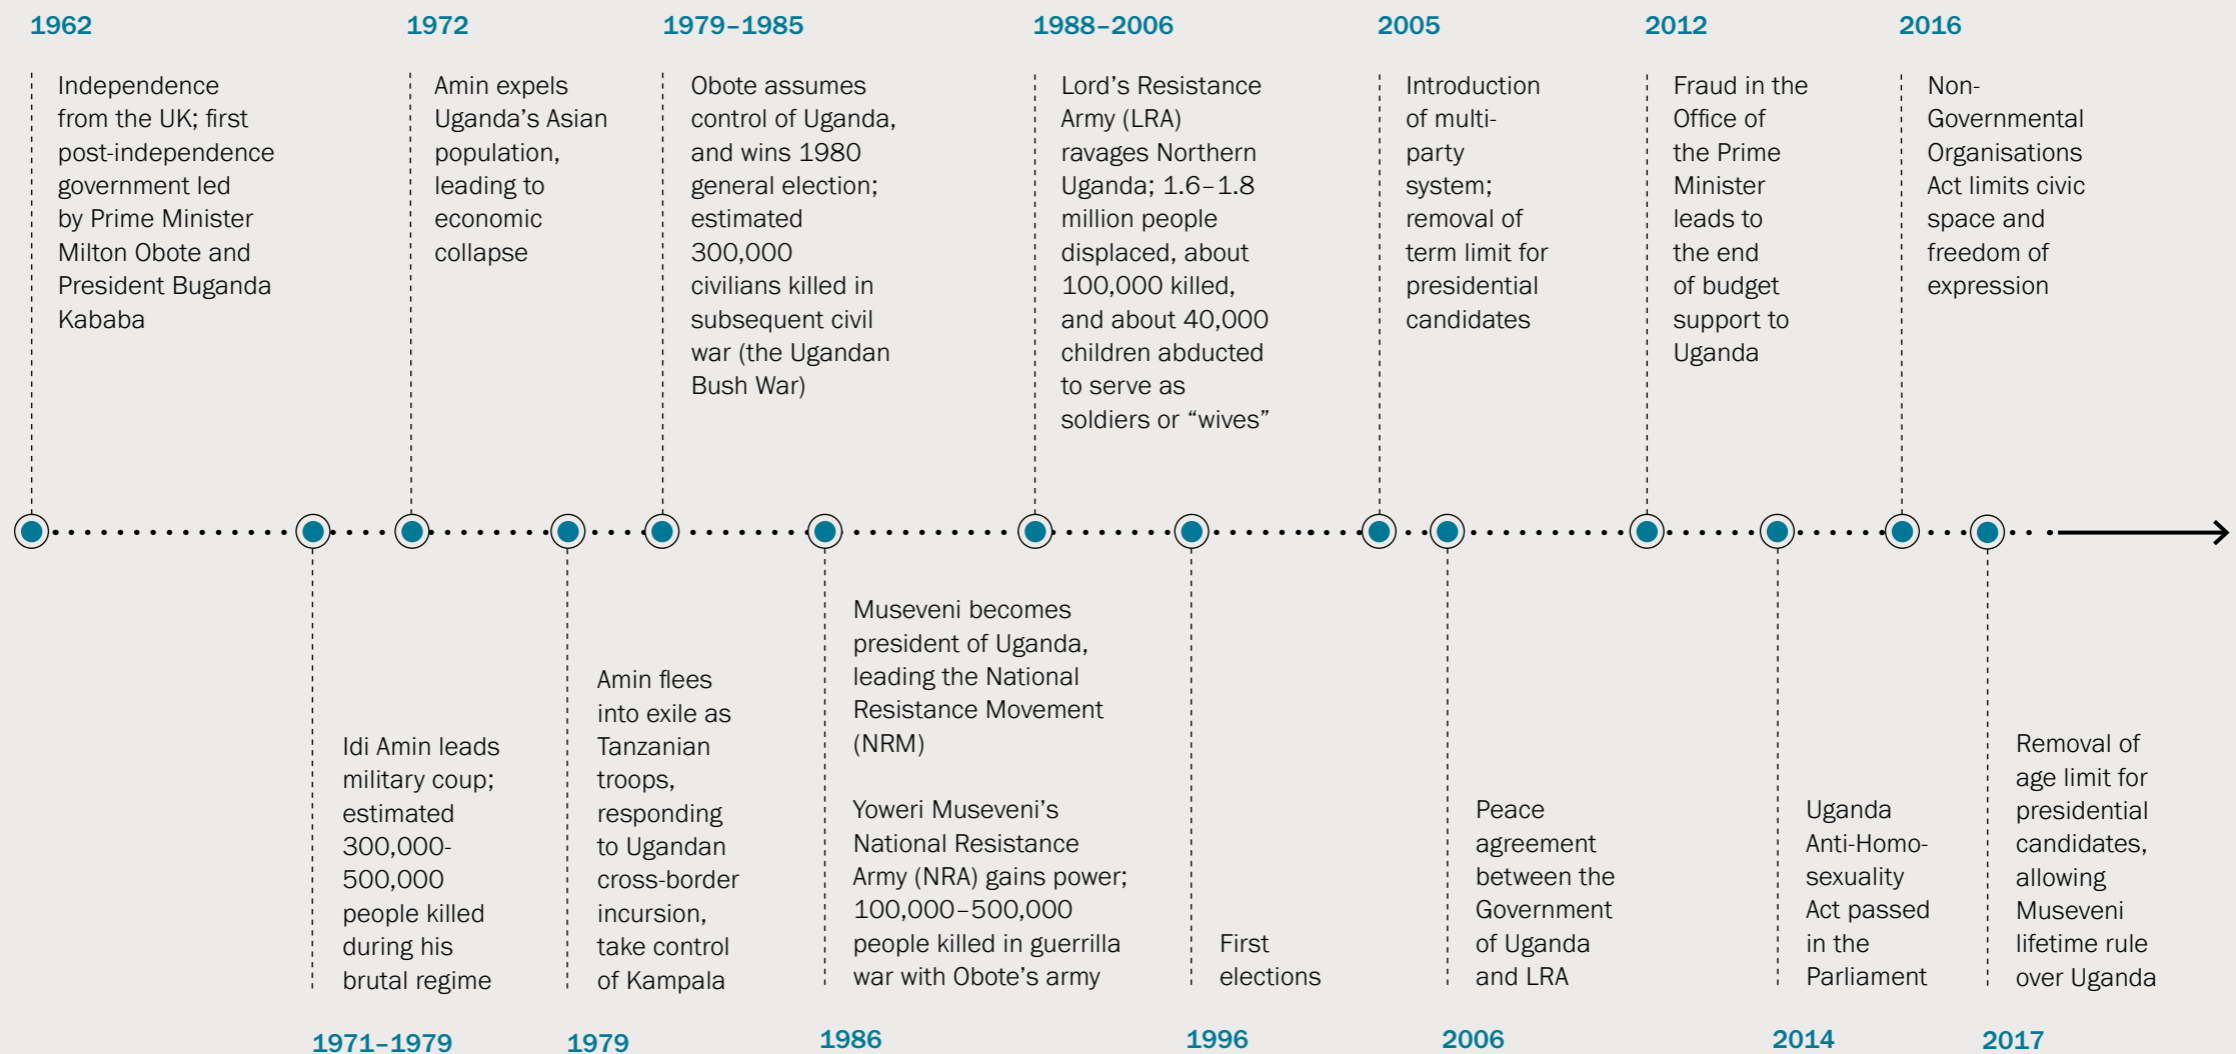 1962
Independence
from the UK; first
post-independence
government led
by Prime Minister
Milton Obote and
President Buganda
Kababa
1972
Amin expels
Uganda’s Asian
population,
leading to
economic
collapse
1979–1985
Obote assumes
control of Uganda,
and wins 1980
general election;
estimated
300,000
civilians killed in
subsequent civil
war (the Ugandan
Bush War)
1988–2006
Lord’s Resistance
Army (LRA)
ravages Northern
Uganda; 1.6–1.8
million people
displaced, about
100,000 killed,
and about 40,000
children abducted
to serve as
soldiers or “wives”
2005
Introduction
of multi-
party
system;
removal of
term limit for
presidential
candidates
2012
Fraud in the
Office of
the Prime
Minister
leads to
the end
of budget
support to
Uganda
2016
Non-
Governmental
Organisations
Act limits civic
space and
freedom of
expression
Idi Amin leads
military coup;
estimated
300,000-
500,000
people killed
during his
brutal regime
1971–1979
Amin flees
into exile as
Tanzanian
troops,
responding
to Ugandan
cross-border
incursion,
take control
of Kampala
1979
Museveni becomes
president of Uganda,
leading the National
Resistance Movement
(NRM)
Yoweri Museveni’s
National Resistance
Army (NRA) gains power;
100,000–500,000
people killed in guerrilla
war with Obote’s army
1986
First
elections
1996
Peace
agreement
between the
Government
of Uganda
and LRA
2006
Uganda
Anti-Homo-
sexuality
Act passed
in the
Parliament
2014
Removal of
age limit for
presidential
candidates,
allowing
Museveni
lifetime rule
over Uganda
2017